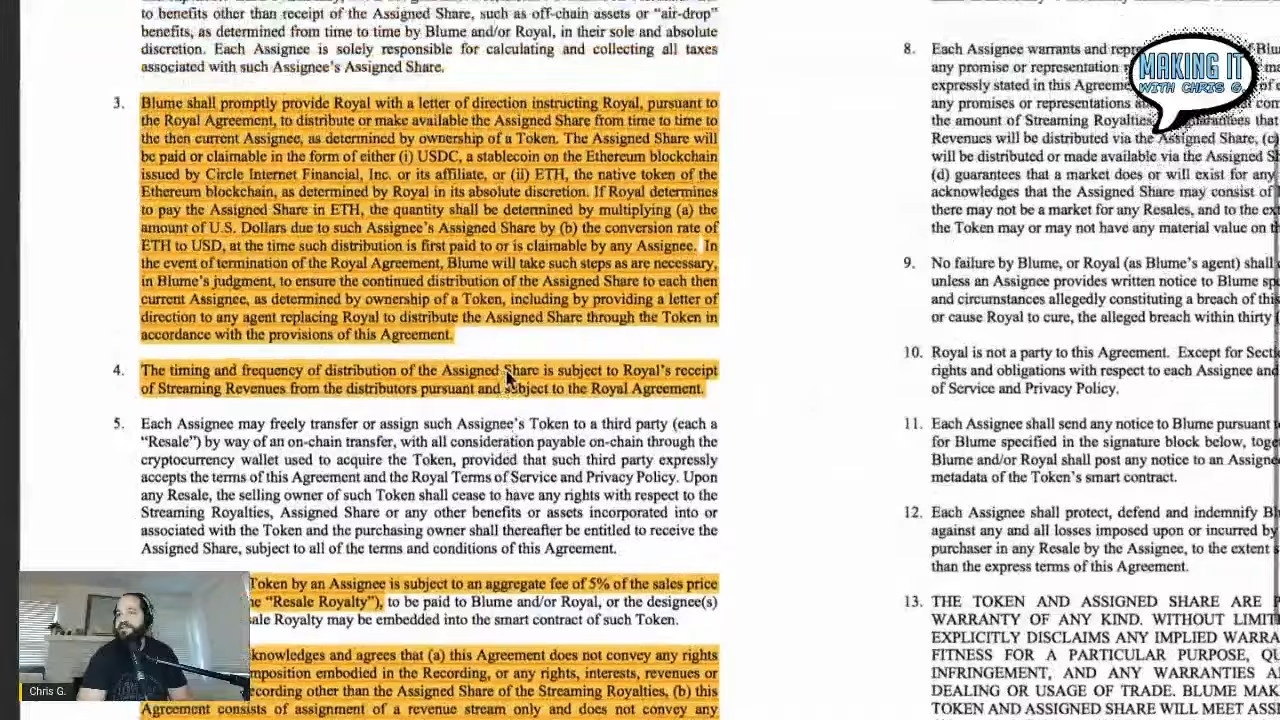 to benefits other than receipt of the Assigned Share, such as off-chain assets or “air-drop”
benefits, as determined from time to time by Blume and/or Royal, in their sole and absolute
discretion. Each Assignee is solely responsible for calculating and collecting all taxes
associated with such Assignee’s Assigned Share.
3. Blume shall promptly provide Royal with a letter of direction instructing Royal, pursuant to
the Royal Agreement, to distribute or make available the Assigned Share from time to time to
the then current Assignee, as determined by ownership of a Token. The Assigned Share will
be paid or claimable in the form of either (i) USDC, a stablecoin on the Ethereum blockchain
issued by Circle Internet Financial, Inc. or its affiliate, or (ii) ETH, the native token of the
Ethereum blockchain, as determined by Royal in its absolute discretion. If Royal determines
to pay the Assigned Share in ETH, the quantity shall be determined by multiplying (a) the
amount of U.S. Dollars due to such Assignee’s Assigned Share by (b) the conversion rate of
ETH to USD, at the time such distribution is first paid to or is claimable by any Assignee. In
the event of termination of the Royal Agreement, Blume will take such steps as are necessary,
in Blume’s judgment, to ensure the continued distribution of the Assigned Share to each then
current Assignee, as determined by ownership of a Token, including by providing a letter of
direction to any agent replacing Royal to distribute the Assigned Share through the Token in
accordance with the provisions of this Agreement.
4. The timing and frequency of distribution of the Assigned Share is subject to Royal’s receipt
of Streaming Revenues from the distributors pursuant and subject to the Royal Agreement.
5. Each Assignee may freely transfer or assign such Assignee’s Token to a third party (each a
“Resale”) by way of an on-chain transfer, with all consideration payable on-chain through the
cryptocurrency wallet used to acquire the Token, provided that such third party expressly
accepts the terms of this Agreement and the Royal Terms of Service and Privacy Policy. Upon
any Resale, the selling owner of such Token shall cease to have any rights with respect to the
Streaming Royalties, Assigned Share or any other benefits or assets incorporated into or
associated with the Token and the purchasing owner shall thereafter be entitled to receive the
Assigned Share, subject to all of the terms and conditions of this Agreement.
Token by an Assignee is subject to an aggregate fee of 5% of the sales price
“Resale Royalty”), to be paid to Blume and/or Royal, or the designee(s)
Royalty may be embedded into the smart contract of such Token.
and agrees that (a) this Agreement does not convey any rights
embodied in the Recording, or any rights, interests, revenues or
other than the Assigned Share of the Streaming Royalties, (b) this
Agreement consists of assignment of a revenue stream only and does not convey any
8. Each Assignee warrants and
any promise or representation
expressly stated in this
any promises or representations
the amount of Streaming Royalties, that
Revenues will be distributed via the Assigned Share, (c)
will be distributed or made available via the Assigned
(d) guarantees that a market does or will exist for any
acknowledges that the Assigned Share may consist of
there may not be a market for any Resales, and to the
the Token may or may not have any material value on
9. No failure by Blume, or Royal (as Blume’s agent) shall
unless an Assignee provides written notice to Blume
and circumstances allegedly constituting a breach of
or cause Royal to cure, the alleged breach within thirty
10. Royal is not a party to this Agreement. Except for
rights and obligations with respect to each Assignee
of Service and Privacy Policy.
11. Each Assignee shall send any notice to Blume pursuant
for Blume specified in the signature block below,
Blume and/or Royal shall post any notice to an
metadata of the Token’s smart contract.
12. Each Assignee shall protect, defend and indemnify
against any and all losses imposed upon or incurred by
purchaser in any Resale by the Assignee, to the extent
than the express terms of this Agreement.
13. THE TOKEN AND ASSIGNED SHARE ARE
WARRANTY OF ANY KIND. WITHOUT
EXPLICITLY DISCLAIMS ANY IMPLIED
FITNESS FOR A PARTICULAR PURPOSE,
INFRINGEMENT, AND ANY WARRANTIES
DEALING OR USAGE OF TRADE. BLUME
TOKEN AND ASSIGNED SHARE WILL MEET
MAKING IT
WITH CHRIS G.
Chris G.